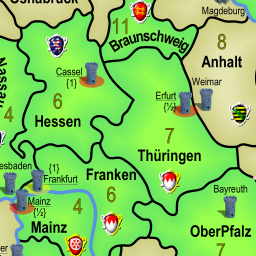 Osnabrück
Magdeburg
11
Braunschweig
8
Anhalt
Nassau
Cassel
{1}
Weimar
Erfurt
{½}
6
Hessen
4
7
Thüringen
{1}
Frankfurt
Franken
6
Bayreuth
Mainz
{½}
4
Mainz
OberPfalz
7